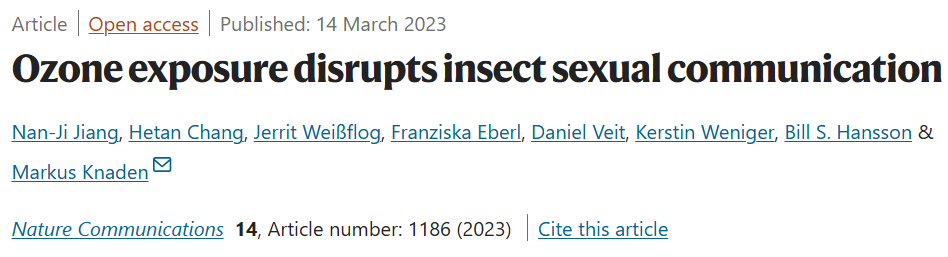 Article Open access Published: 14 March 2023
Ozone exposure disrupts insect sexual communication
Nan-Ji Jiang, Hetan Chang, Jerrit Weißflog, Franziska Eberl, Daniel Veit, Kerstin Weniger, Bill S. Hansson &
Markus Knaden
Nature Communications 14, Article number: 1186 (2023) Cite this article